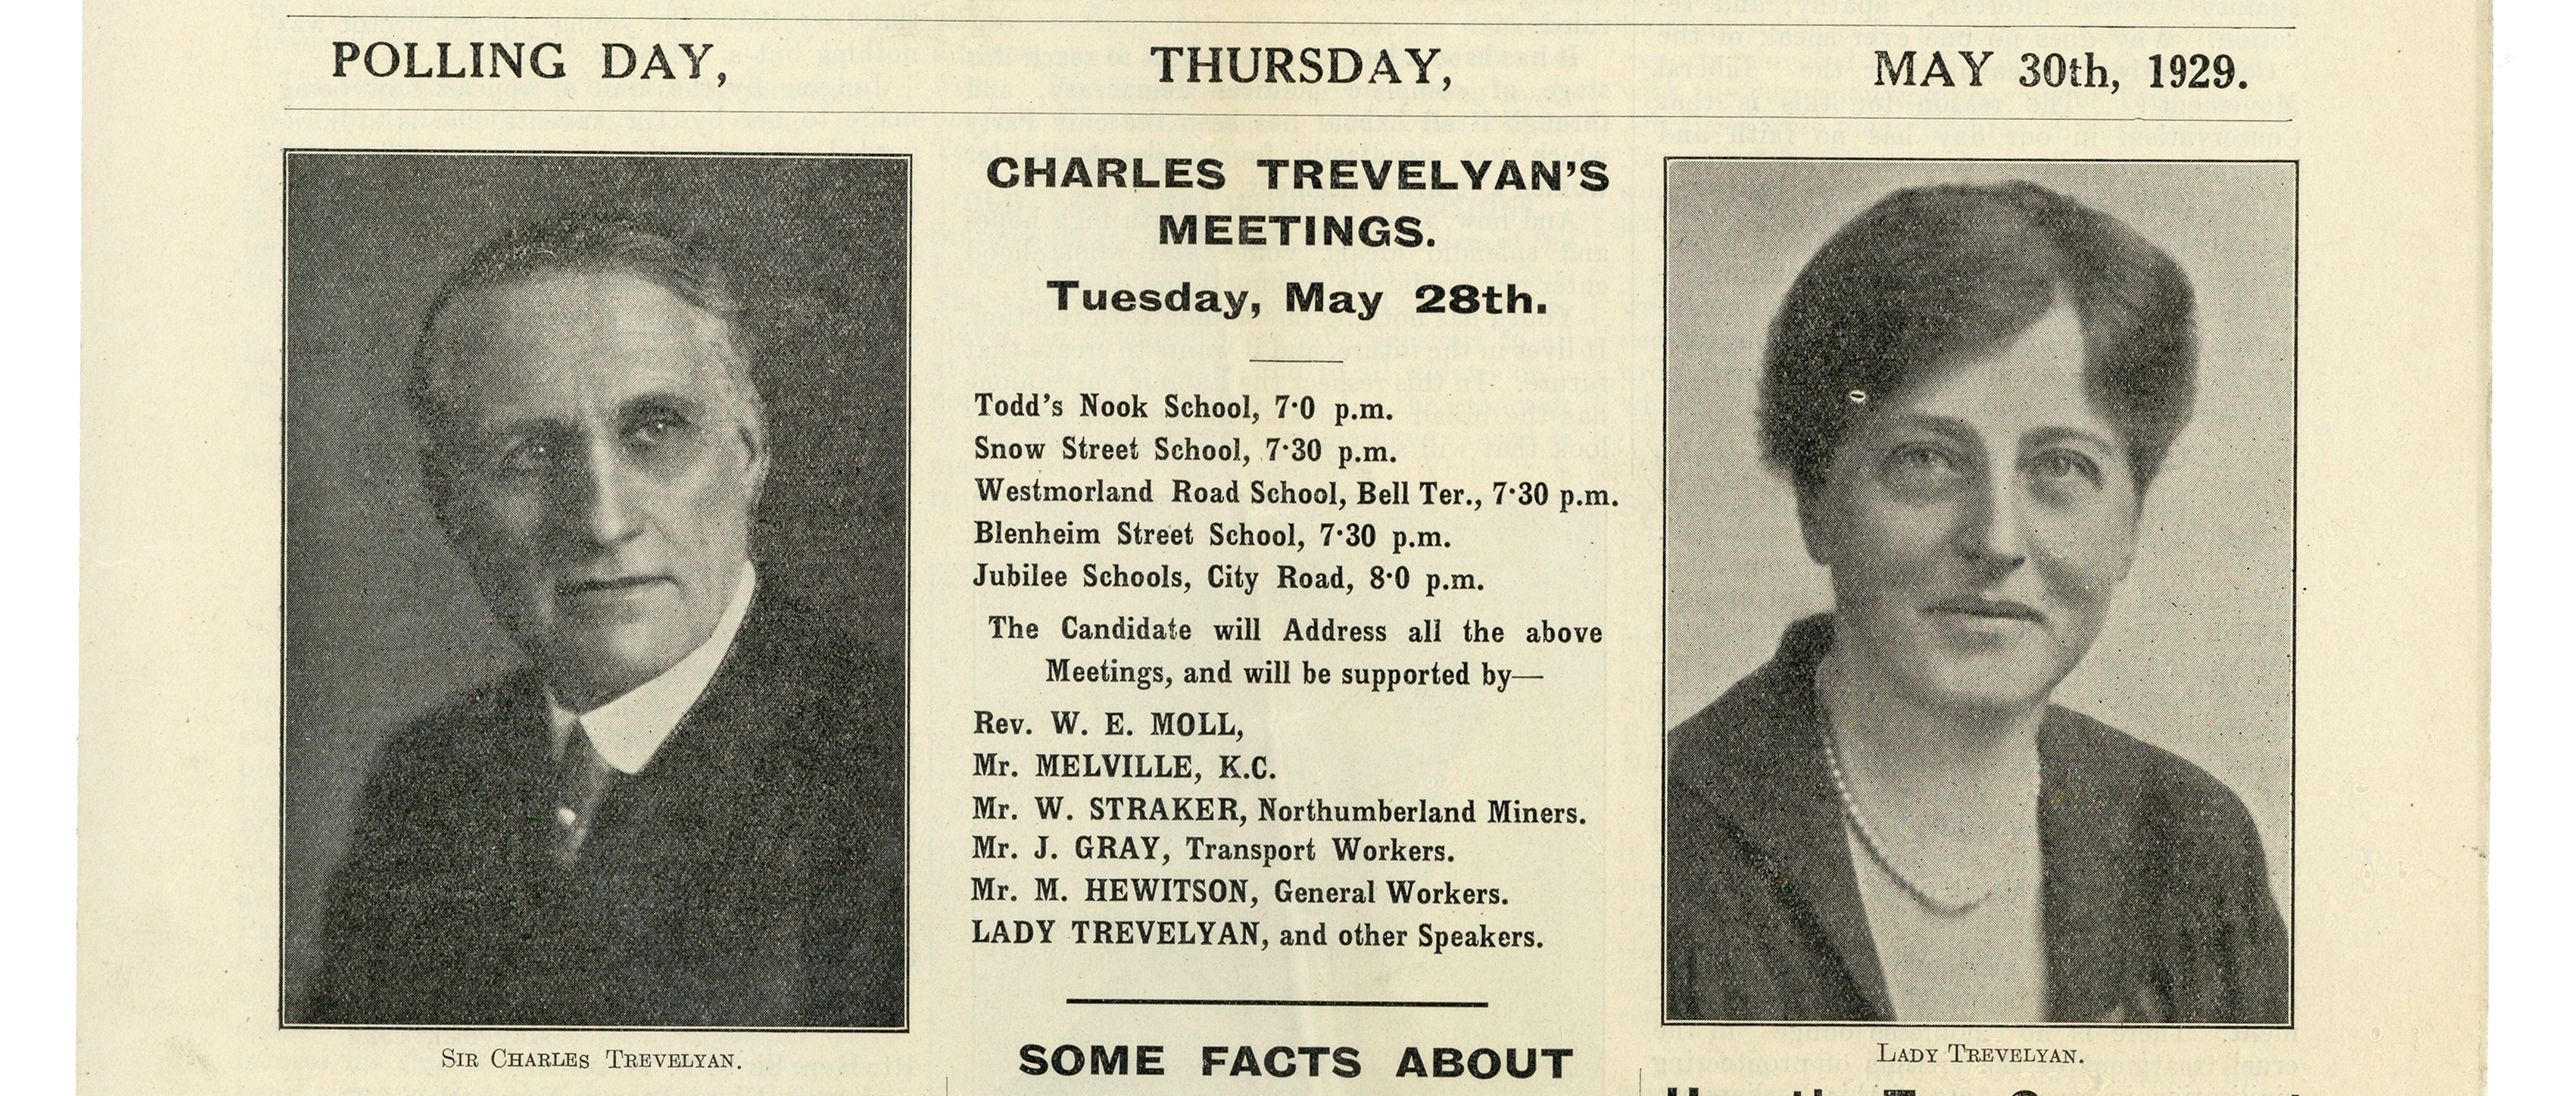 POLLING DAY, THURSDAY, MAY 30th, 1929.
CHARLES TREVELYAN'S
MEETINGS.
Tuesday, May 28th.
Todd's Nook School, 7·0 p.m.
Snow Street School, 7·30 p.m.
Westmorland Road School, Bell Ter., 7·30 p.m.
Blenheim Street School, 7·30 p.m.
Jubilee Schools, City Road, 8·0 p.m.
The Candidate will Address all the above
Meetings, and will be supported by—
Rev. W. E. MOLL,
Mr. MELVILLE, K.C.
Mr. W. STRAKER, Northumberland Miners.
Mr. J. GRAY, Transport Workers.
Mr. M. HEWITSON, General Workers.
LADY TREVELYAN, and other Speakers.
SOME FACTS ABOUT
SIR CHARLES TREVELYAN.
LADY TREVELYAN.